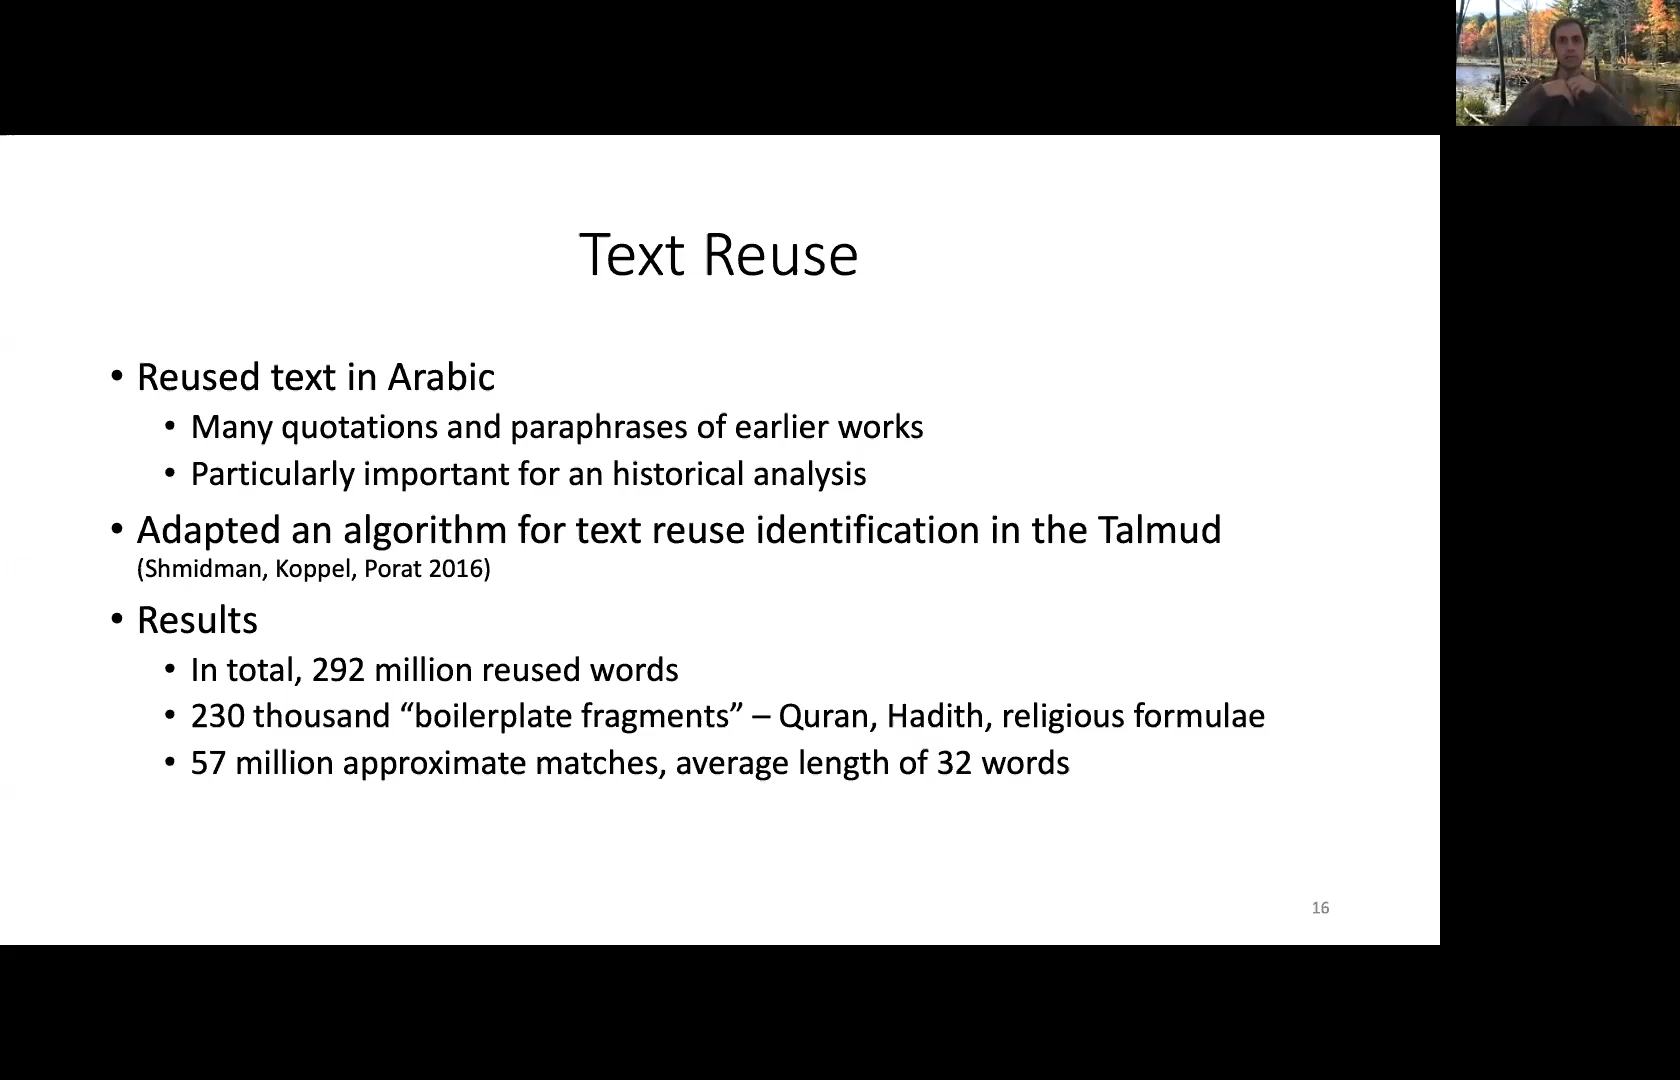 Text Reuse
• Reused text in Arabic
• Many quotations and paraphrases of earlier works
• Particularly important for an historical analysis
• Adapted an algorithm for text reuse identification in the Talmud
(Shmidman, Koppel, Porat 2016)
• Results
• In total, 292 million reused words
• 230 thousand “boilerplate fragments” – Quran, Hadith, religious formulae
• 57 million approximate matches, average length of 32 words
16